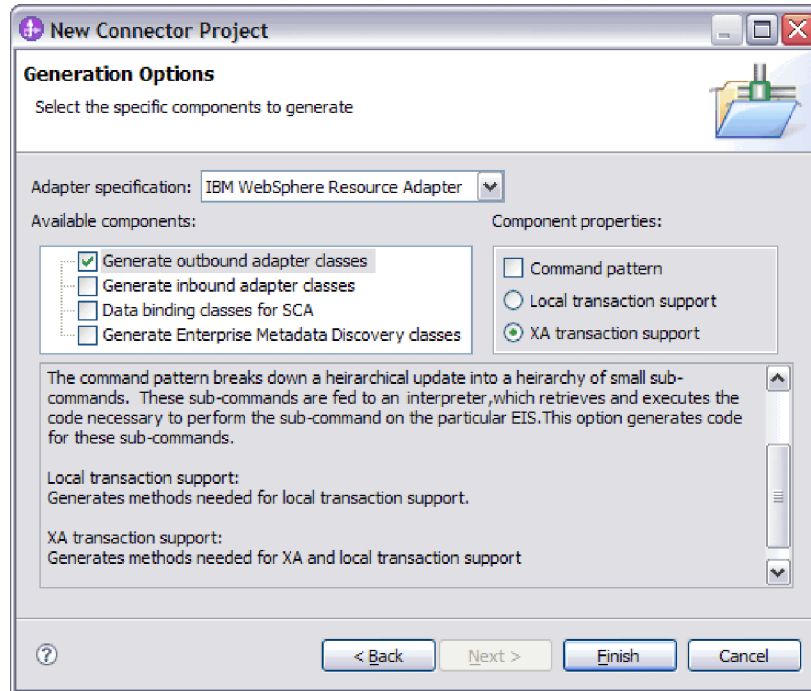 New Connector Project
Generation Options
Select the specific components to generate
Adapter specification: IBM WebSphere Resource Adapter
Available components:
Component properties:
Generate outbound adapter classes
Generate inbound adapter classes
Data binding classes for SCA
Generate Enterprise Metadata Discovery classes
Command pattern
Local transaction support
XA transaction support
The command pattern breaks down a heirarchical update into a heirarchy of small sub-
commands. These sub-commands are fed to an interpreter,which retrieves and executes the
code necessary to perform the sub-command on the particular EIS.This option generates code
for these sub-commands.
Local transaction support:
Generates methods needed for local transaction support.
XA transaction support:
Generates methods needed for XA and local transaction support
? < Back Next > Finish Cancel